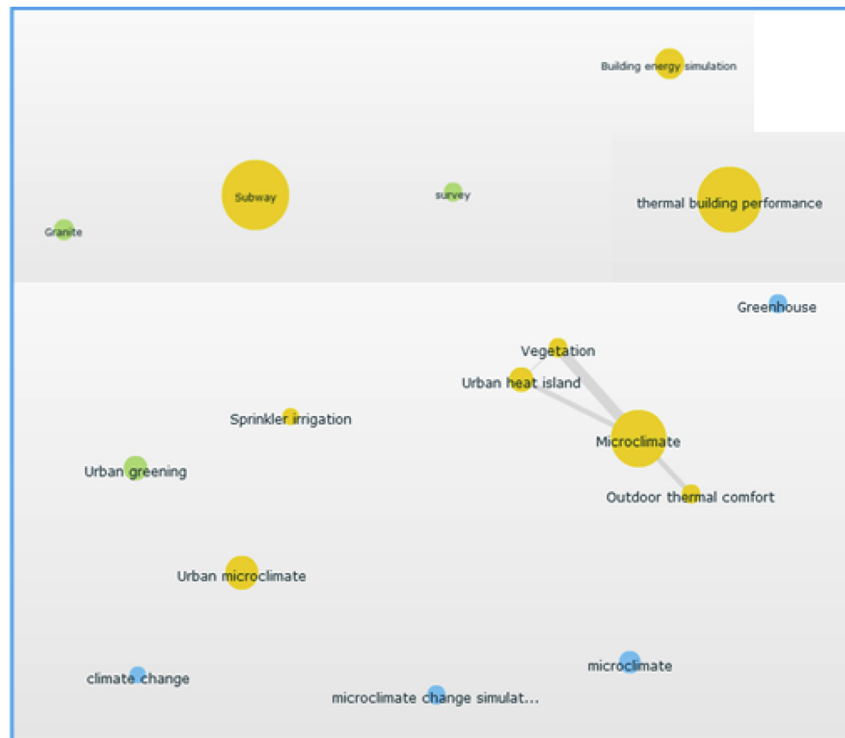 Building energy simulation
Subway
survey
thermal building performance
Granite
Greenhouse
Vegetation
Urban heat island
Sprinkler irrigation
Microclimate
Urban greening
Outdoor thermal comfort
Urban microclimate
microclimate
climate change
microclimate change simulat...